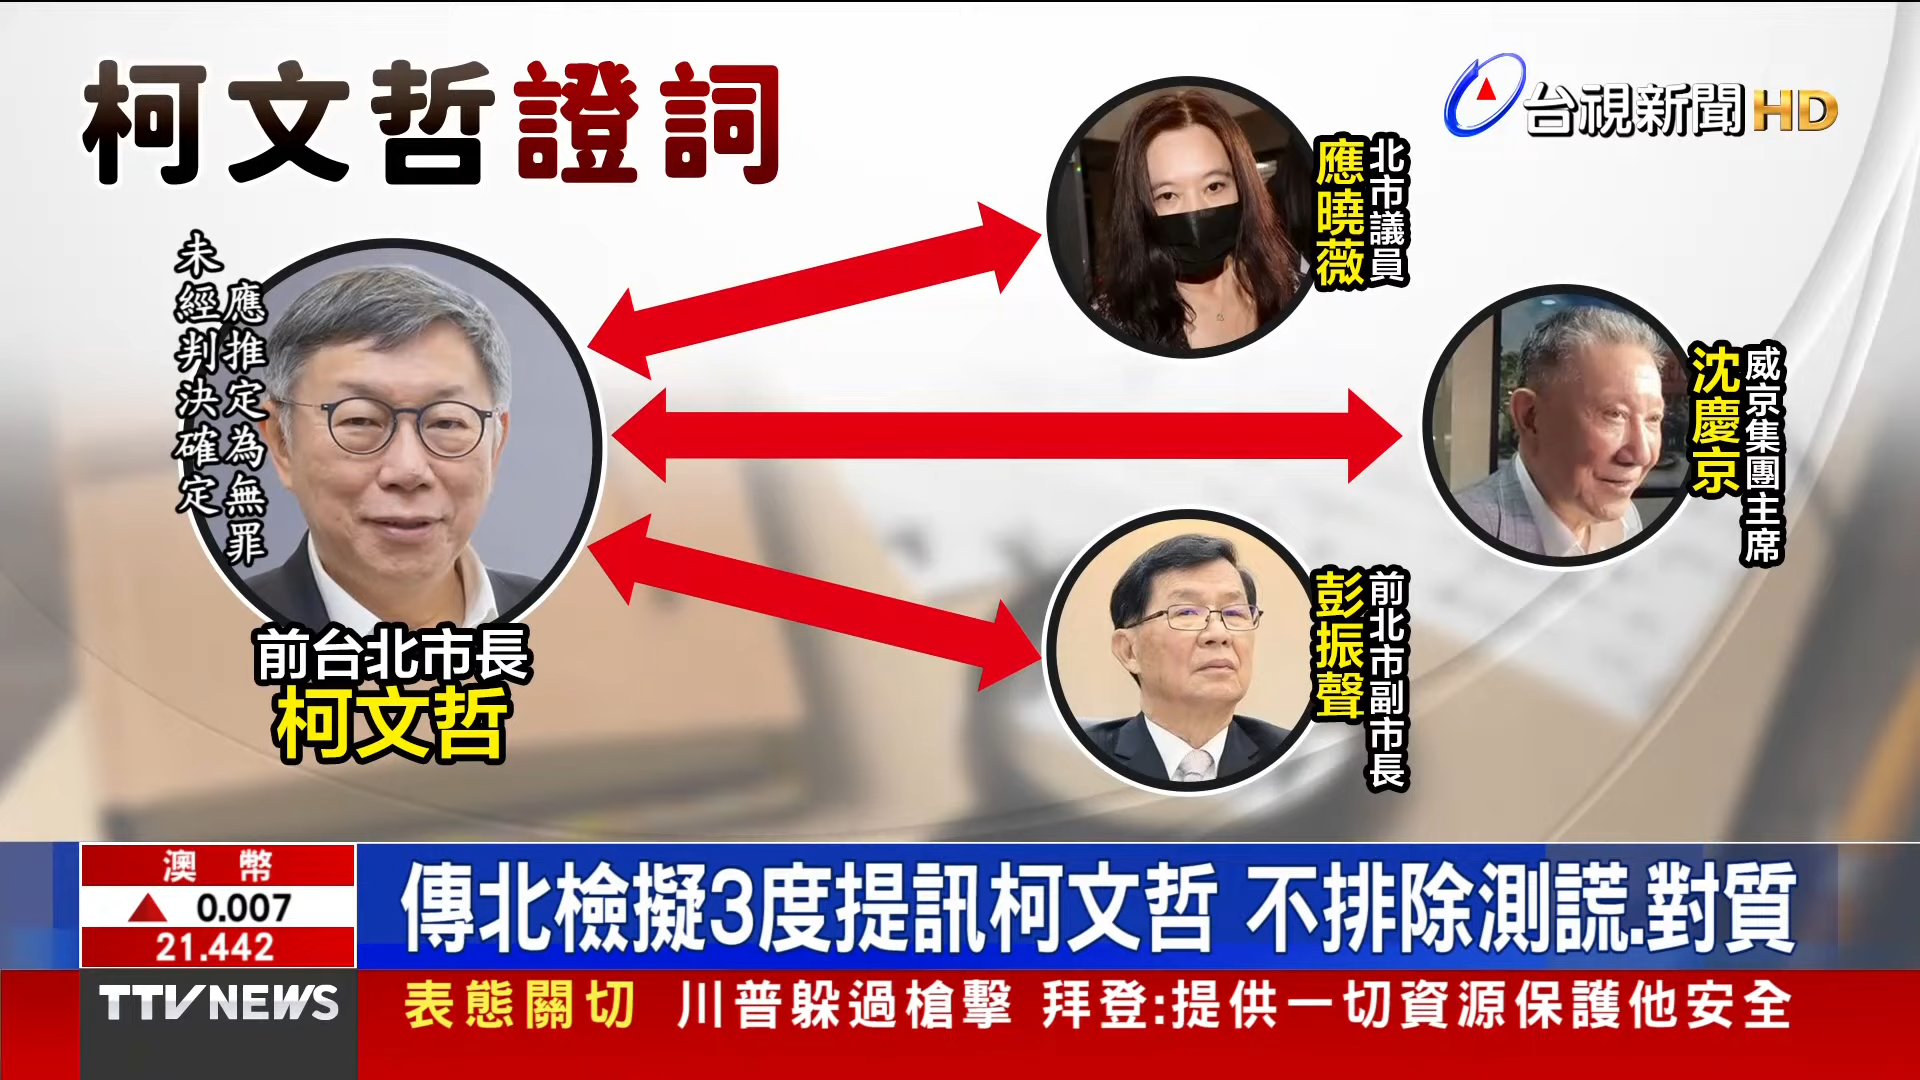 柯文哲證詞
台視新聞HD
未經判決確定
應推定為無罪
前台北市長
柯文哲
北市議員
應曉薇
威京集團主席
沈慶京
前北市副市長
彭振聲
澳幣
▲ 0.007
21.442
傳北檢擬3度提訊柯文哲 不排除測謊.對質
TTV NEWS
表態關切 川普躲過槍擊 拜登:提供一切資源保護他安全